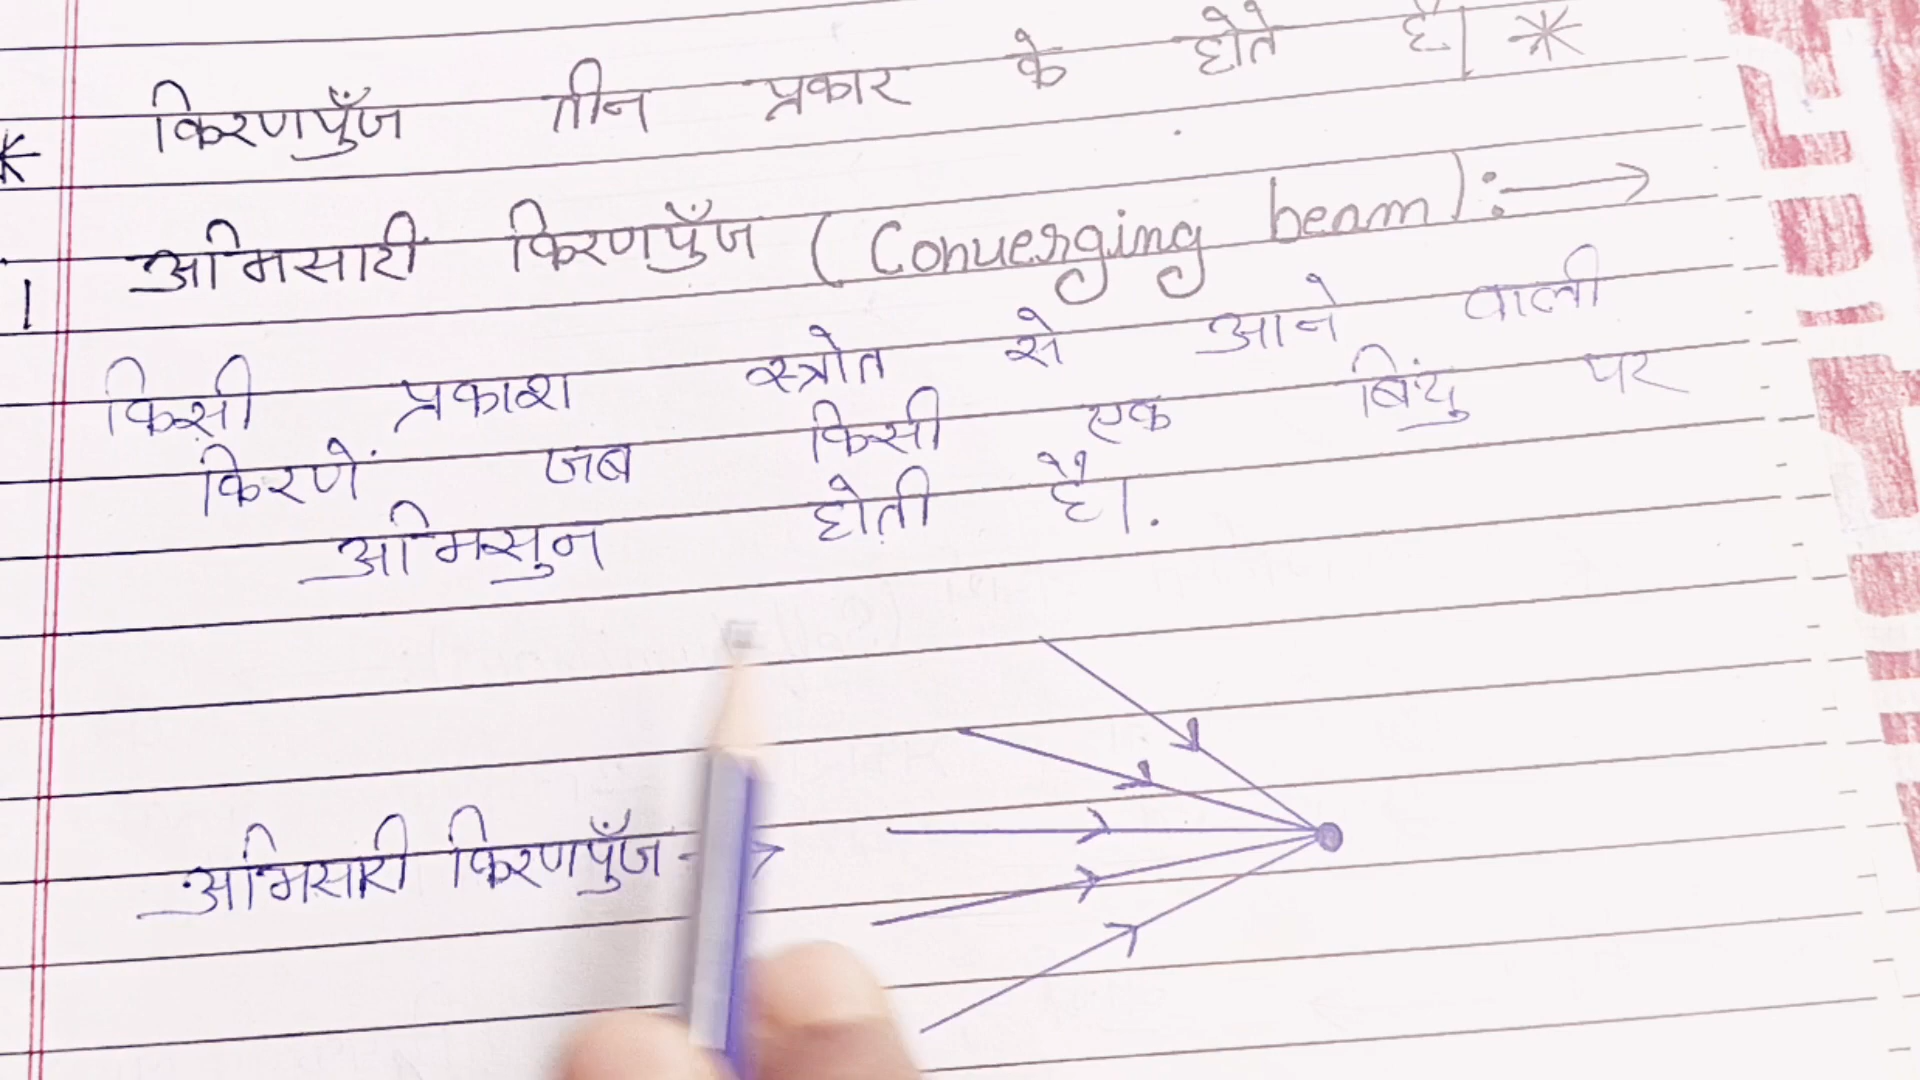 * किरणपुँज तीन प्रकार के होते है। *
1 अभिसारी किरणपुँज (Converging beam) :→
किसी प्रकाश स्त्रोत से आने वाली
किरणें जब किसी एक बिंदु पर
अभिसुन होती है।.
अभिसारी किरणपुँज →